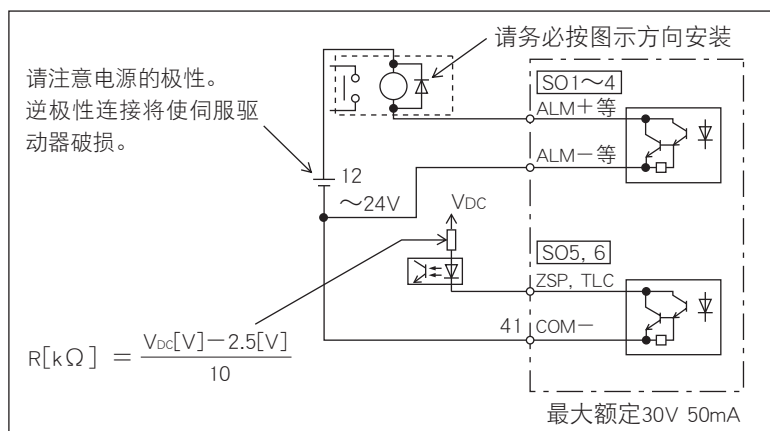 请务必按图示方向安装
请注意电源的极性。
逆极性连接将使伺服驱
动器破损。
SO1～4
ALM＋等
ALM－等
12
～24V
VDC
SO5, 6
ZSP, TLC
41 COM－
R[kΩ] = VDC[V]－2.5[V]
10
最大额定30V 50mA